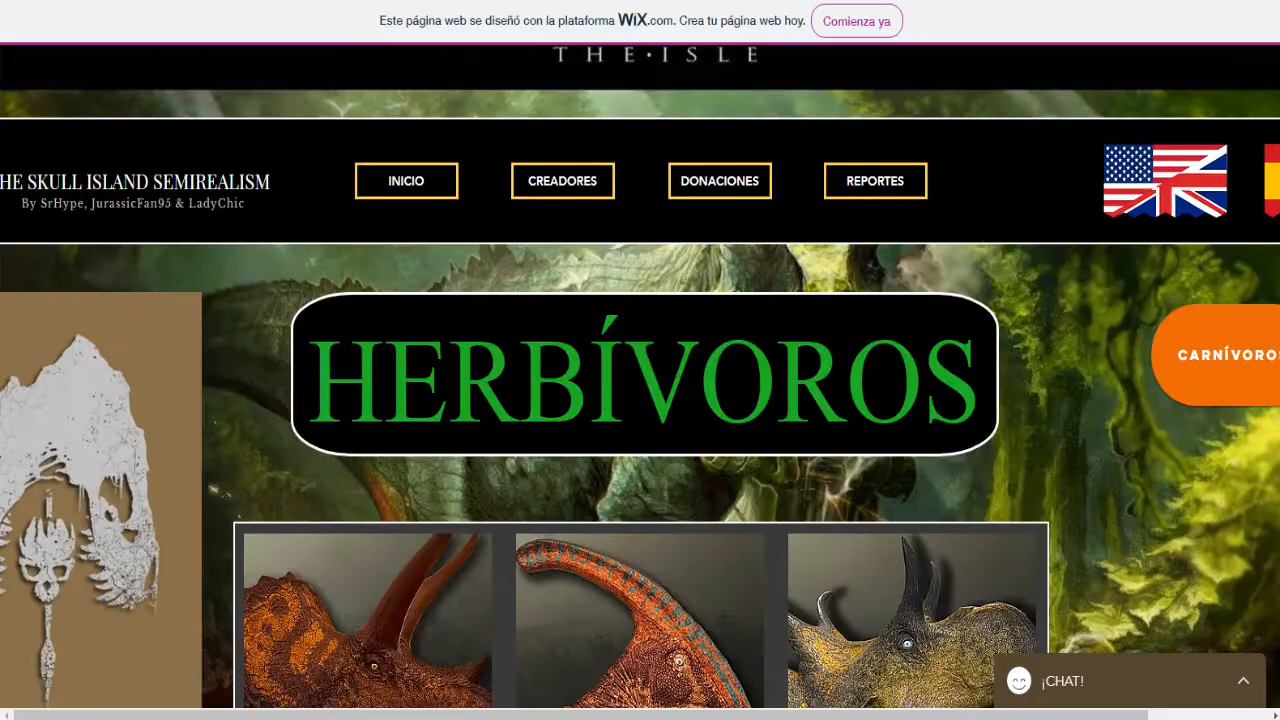 Este página web se diseñó con la plataforma WiX.com. Crea tu página web hoy. Comienza ya
THE·ISLE
HE SKULL ISLAND SEMIREALISM
By SrHype, JurassicFan95 & LadyChic
INICIO
CREADORES
DONACIONES
REPORTES
HERBÍVOROS
CARNÍVOROS
¡CHAT!